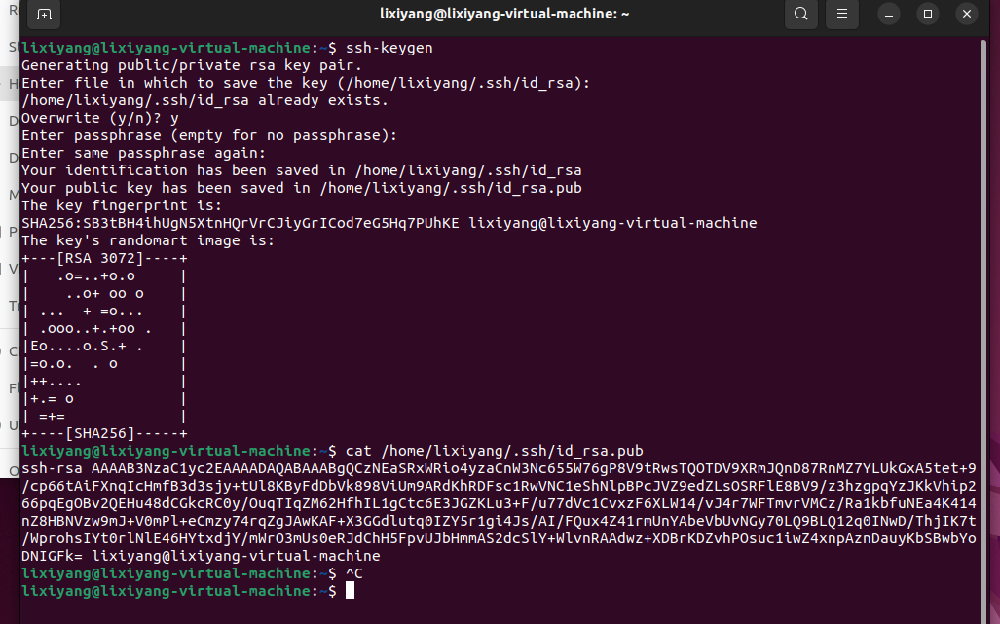 lixiyang@lixiyang-virtual-machine: ~
lixiyang@lixiyang-virtual-machine:~$ ssh-keygen
Generating public/private rsa key pair.
Enter file in which to save the key (/home/lixiyang/.ssh/id_rsa):
/home/lixiyang/.ssh/id_rsa already exists.
Overwrite (y/n)? y
Enter passphrase (empty for no passphrase):
Enter same passphrase again:
Your identification has been saved in /home/lixiyang/.ssh/id_rsa
Your public key has been saved in /home/lixiyang/.ssh/id_rsa.pub
The key fingerprint is:
SHA256:SB3tBH4ihUgN5XtnHQrVrCJiyGrICod7eG5Hq7PUhKE lixiyang@lixiyang-virtual-machine
The key's randomart image is:
+---[RSA 3072]----+
|   .o=..+o.o     |
|    ..o+ oo o    |
| ...  + =o...    |
| .ooo..+.+oo .   |
|Eo....o.S.+ .    |
|=o.o.  . o       |
|++....           |
|+.= o            |
| =+=             |
+----[SHA256]-----+
lixiyang@lixiyang-virtual-machine:~$ cat /home/lixiyang/.ssh/id_rsa.pub
ssh-rsa AAAAB3NzaC1yc2EAAAADAQABAAABgQCzNEaSRxWRio4yzaCnW3Nc655W76gP8V9tRwsTQOTDV9XRmJQnD87RnMZ7YLUkGxA5tet+9
/cp66tAiFXnqIcHmfB3d3sjy+tUl8KByFdDbVk898ViUm9ARdKhRDFsc1RwVNC1eShNlpBPcJVZ9edZLsOSRFlE8BV9/z3hzgpqYzJKkVhip2
66pqEgOBv2QEHu48dCGkcRC0y/OuqTIqZM62HfhIL1gCtc6E3JGZKLu3+F/u77dVc1CvxzF6XLW14/vJ4r7WFTmvrVMCz/Ra1kbfuNEa4K414
nZ8HBNVzw9mJ+V0mPl+eCmzy74rqZgJAwKAF+X3GGdlutq0IZY5r1gi4Js/AI/FQux4Z41rmUnYAbeVbUvNGy70LQ9BLQ12q0INwD/ThjIK7t
/WprohsIYt0rlNlE46HYtxdjY/mWrO3mUs0eRJdChH5FpvUJbHmmAS2dcSlY+WlvnRAAdwz+XDBrKDZvhPOsuc1iwZ4xnpAznDauyKbSBwbYo
DNIGFk= lixiyang@lixiyang-virtual-machine
lixiyang@lixiyang-virtual-machine:~$ ^C
lixiyang@lixiyang-virtual-machine:~$